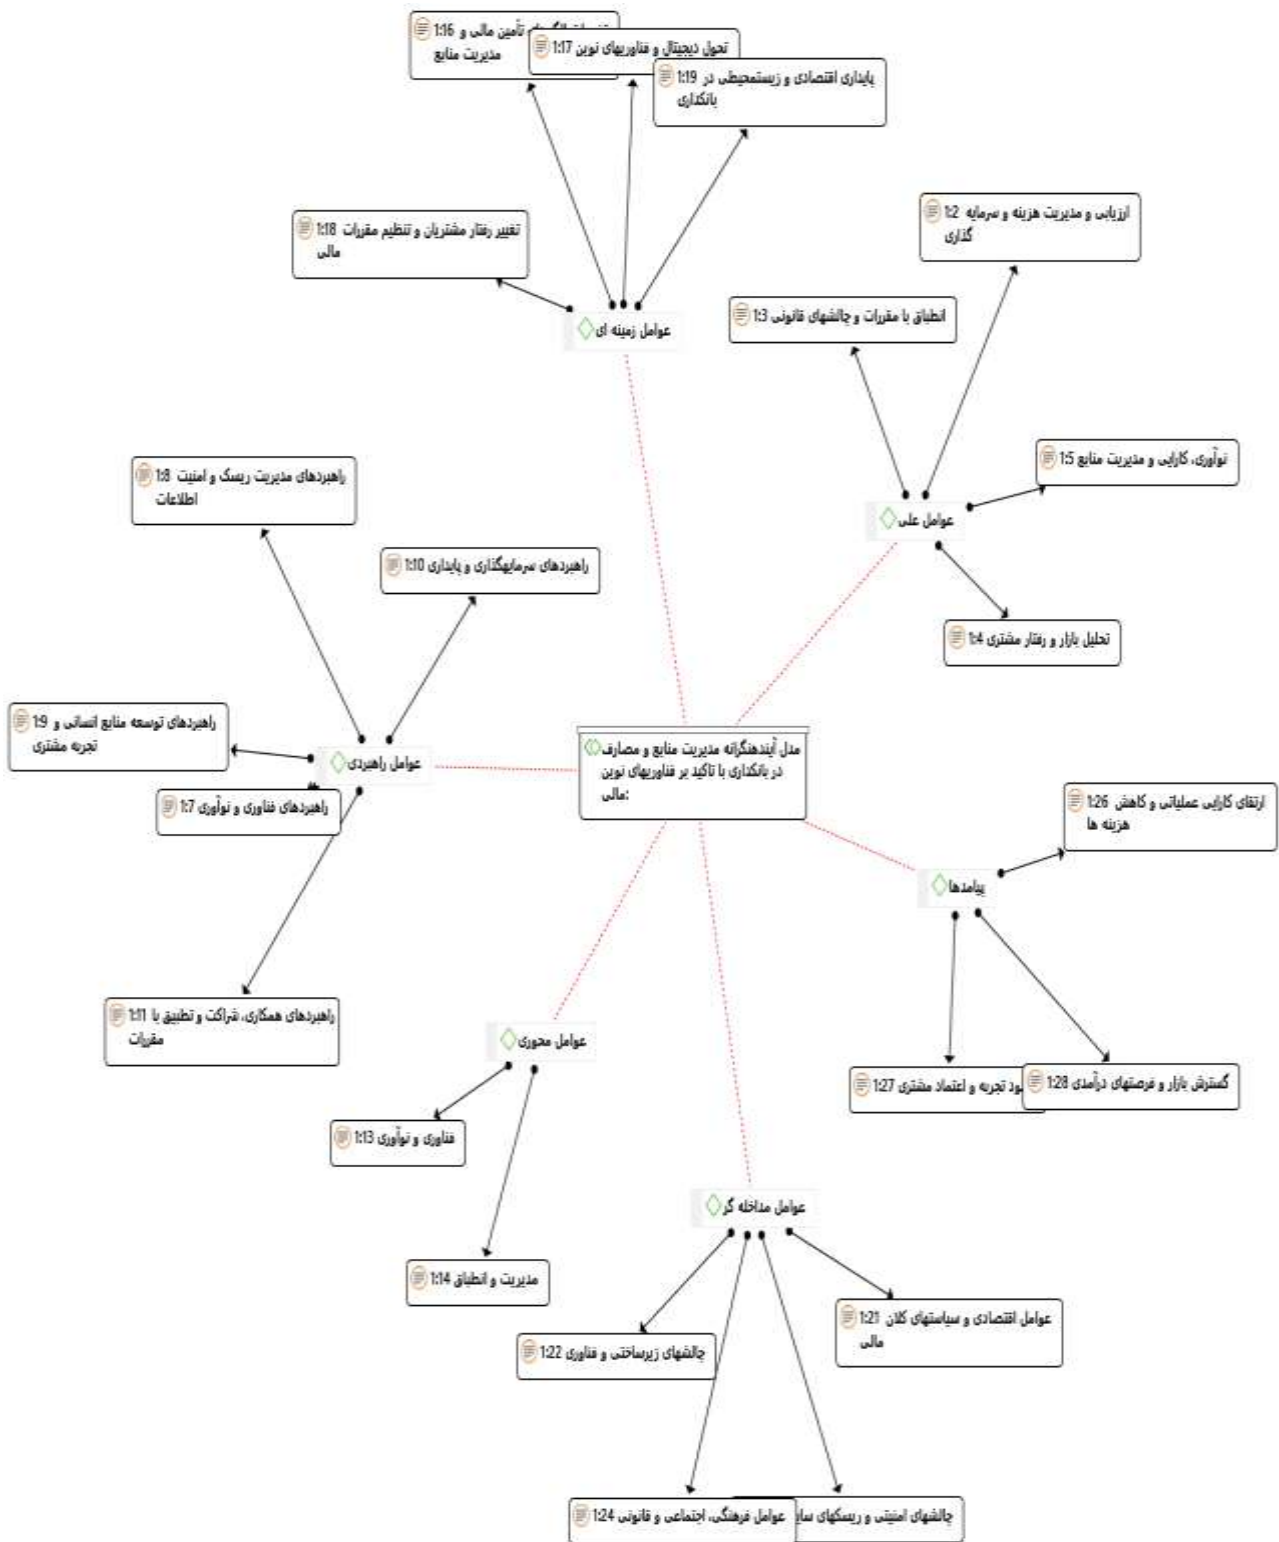 1:16 تأمین مالی و
مدیریت منابع
1:17 تحول دیجیتال و فناوریهای نوین
1:19 پایداری اقتصادی و زیستمحیطی در
بانکداری
1:18 تغییر رفتار مشتریان و تنظیم مقررات
مالی
عوامل زمینه ای
1:2 ارزیابی و مدیریت هزینه و سرمایه
گذاری
1:3 انطباق با مقررات و چالشهای قانونی
1:5 نوآوری، کارایی و مدیریت منابع
عوامل علی
1:4 تحلیل بازار و رفتار مشتری
1:8 راهبردهای مدیریت ریسک و امنیت
اطلاعات
1:10 راهبردهای سرمایهگذاری و پایداری
1:9 راهبردهای توسعه منابع انسانی و
تجربه مشتری
عوامل راهبردی
1:7 راهبردهای فناوری و نوآوری
1:11 راهبردهای همکاری، شراکت و تطبیق با
مقررات
مدل آیندهنگرانه مدیریت منابع و مصارف
در بانکداری با تاکید بر فناوریهای نوین
مالی:
1:26 ارتقای کارایی عملیاتی و کاهش
هزینه ها
پیامدها
1:27 تجربه و اعتماد مشتری
1:28 گسترش بازار و فرصتهای درآمدی
عوامل محوری
1:13 فناوری و نوآوری
1:14 مدیریت و انطباق
عوامل مداخله گر
1:21 عوامل اقتصادی و سیاستهای کلان
مالی
1:22 چالشهای زیرساختی و فناوری
1:24 عوامل فرهنگی، اجتماعی و قانونی
چالشهای امنیتی و ریسکهای